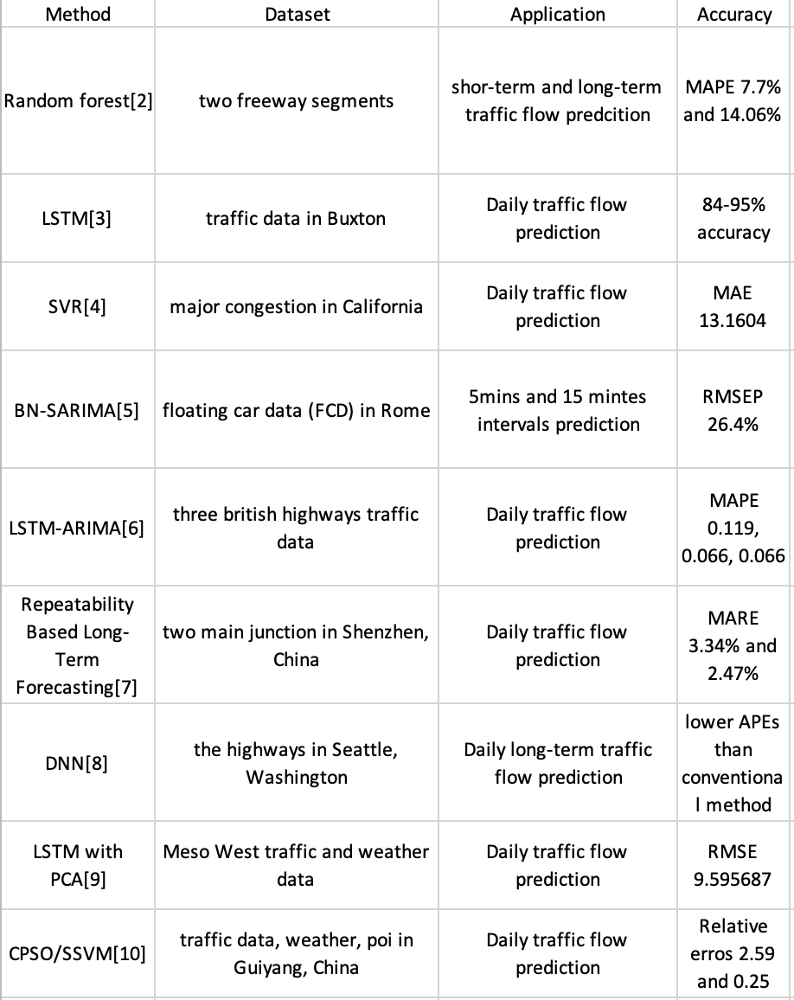 Method Dataset Application Accuracy
Random forest[2]
two freeway segments
shor-term and long-term
traffic flow predcition
MAPE 7.7%
and 14.06%
LSTM[3]
traffic data in Buxton
Daily traffic flow
prediction
84-95%
accuracy
SVR[4]
major congestion in California
Daily traffic flow
prediction
MAE
13.1604
BN-SARIMA[5]
floating car data (FCD) in Rome
5mins and 15 mintes
intervals prediction
RMSEP
26.4%
LSTM-ARIMA[6]
three british highways traffic
data
Daily traffic flow
prediction
MAPE
0.119,
0.066, 0.066
Repeatability
Based Long-
Term
Forecasting[7]
two main junction in Shenzhen,
China
Daily traffic flow
prediction
MARE
3.34% and
2.47%
DNN[8]
the highways in Seattle,
Washington
Daily long-term traffic
flow prediction
lower APEs
than
conventiona
l method
LSTM with
PCA[9]
Meso West traffic and weather
data
Daily traffic flow
prediction
RMSE
9.595687
CPSO/SSVM[10]
traffic data, weather, poi in
Guiyang, China
Daily traffic flow
prediction
Relative
erros 2.59
and 0.25